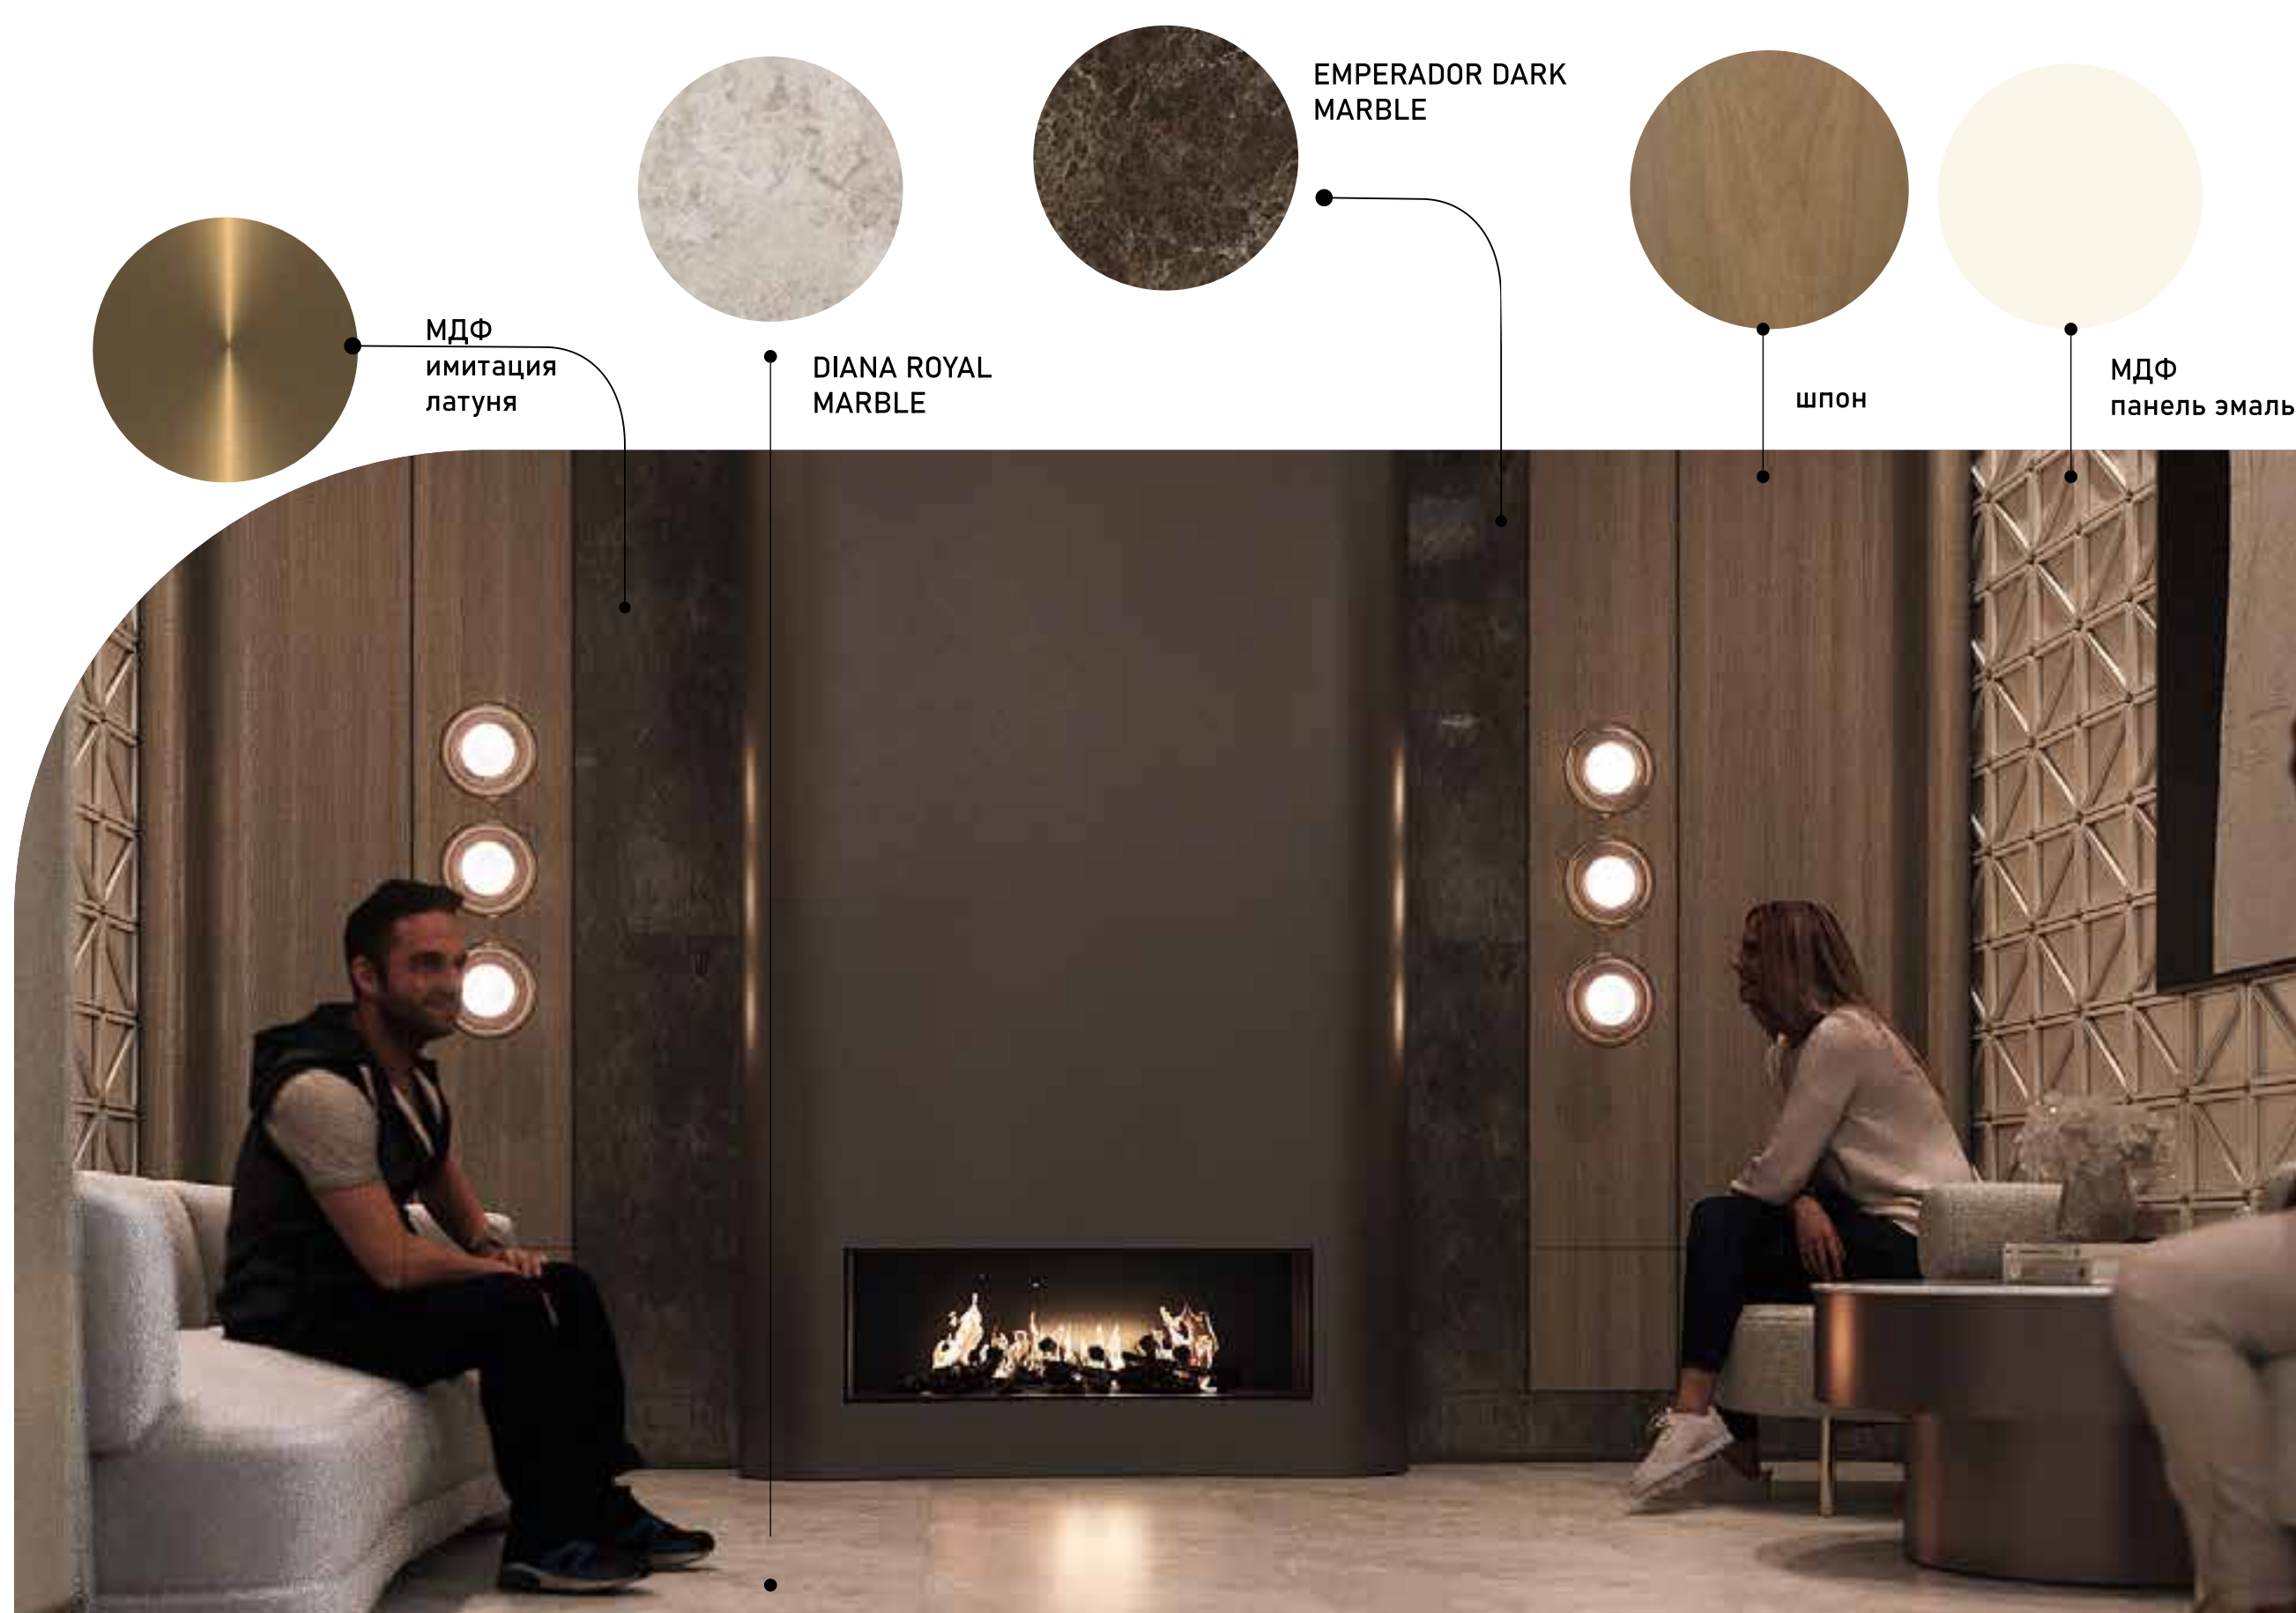 EMPERADOR DARK
MARBLE
МДФ
имитация
латуня
DIANA ROYAL
MARBLE
шпон
МДФ
панель эмаль